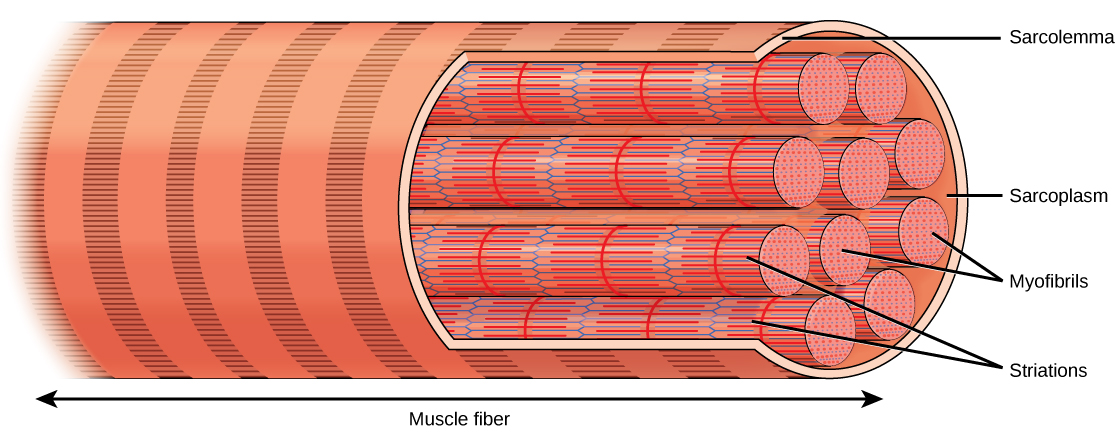 Sarcolemma
Sarcoplasm
Myofibrils
Striations
Muscle fiber